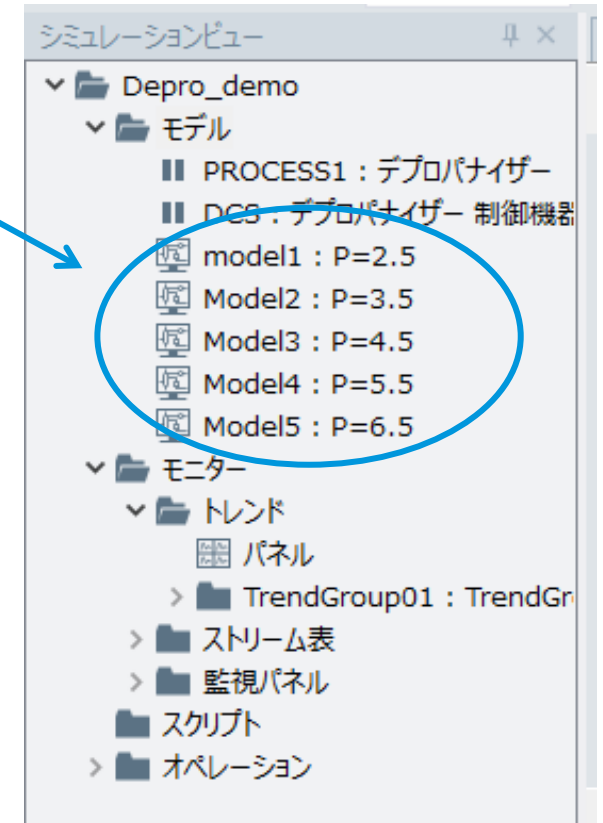 シミュレーションビュー
Depro_demo
モデル
PROCESS1：デプロパナイザー
DCS：デプロパナイザー 制御機器
model1：P=2.5
Model2：P=3.5
Model3：P=4.5
Model4：P=5.5
Model5：P=6.5
モニター
トレンド
パネル
TrendGroup01：TrendGr
ストリーム表
監視パネル
スクリプト
オペレーション